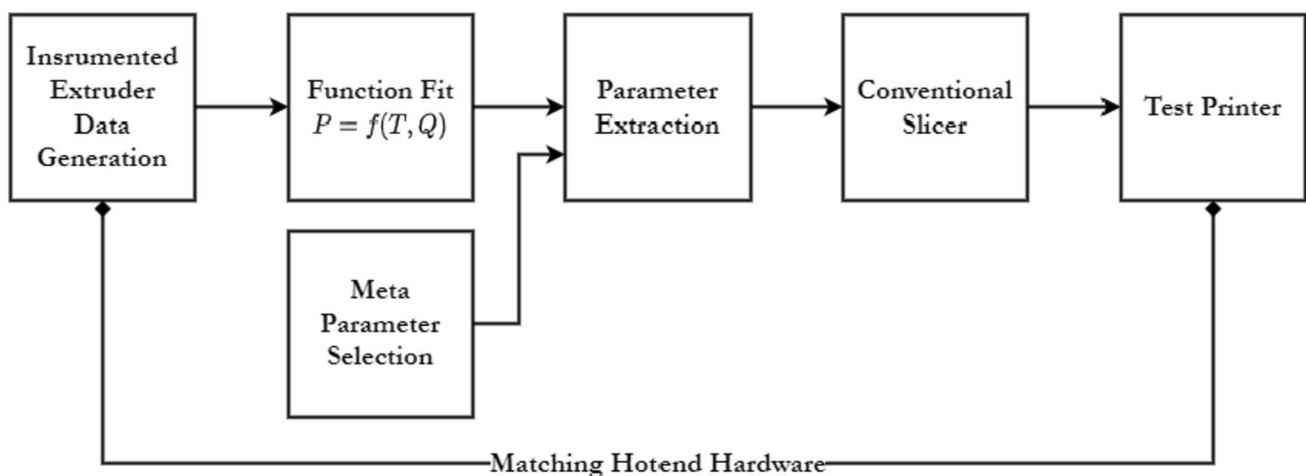 Insrumented
Extruder
Data
Generation
Function Fit
P = f(T, Q)
Parameter
Extraction
Conventional
Slicer
Test Printer
Meta
Parameter
Selection
Matching Hotend Hardware